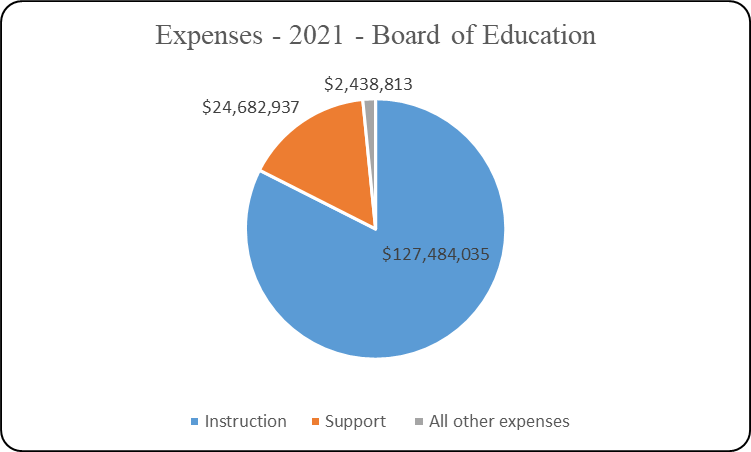 Expenses - 2021 - Board of Education
$2,438,813
$24,682,937
$127,484,035
Instruction
Support
All other expenses